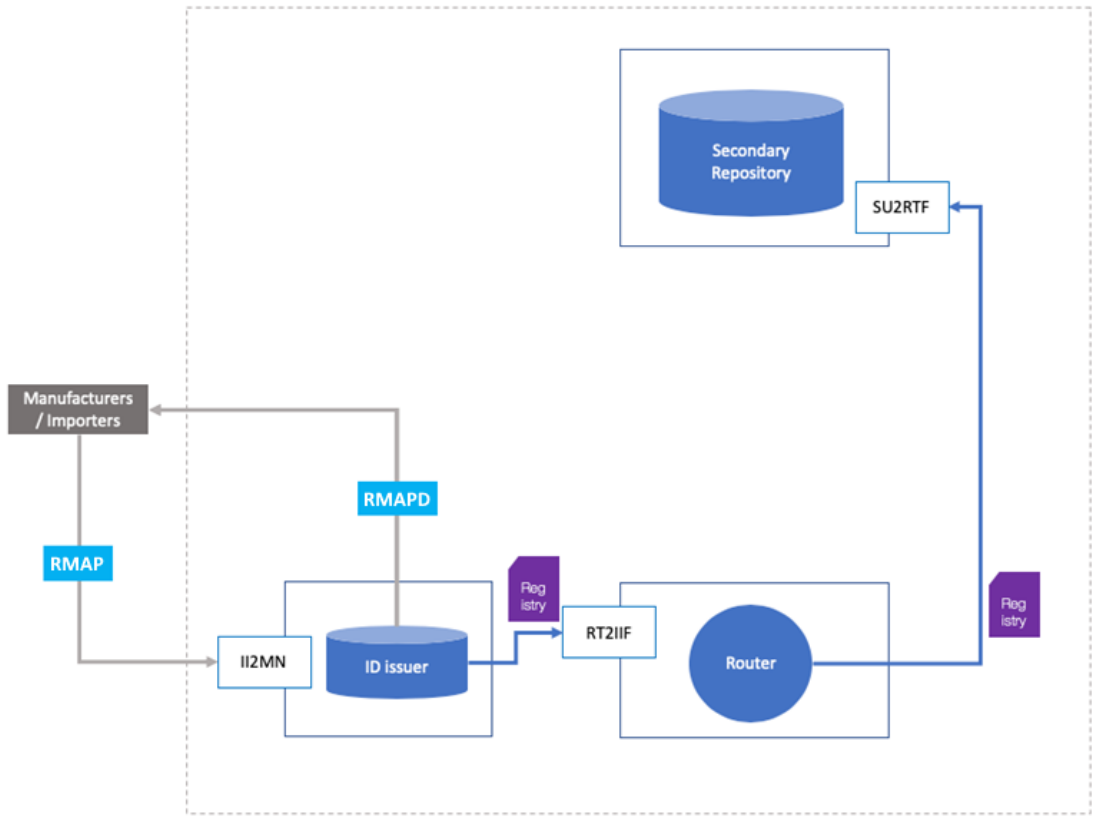 Secondary
Repository
SU2RTF
Manufacturers
/ Importers
RMAPD
RMAP
Reg
istry
Reg
istry
RT2IIF
II2MN
ID issuer
Router